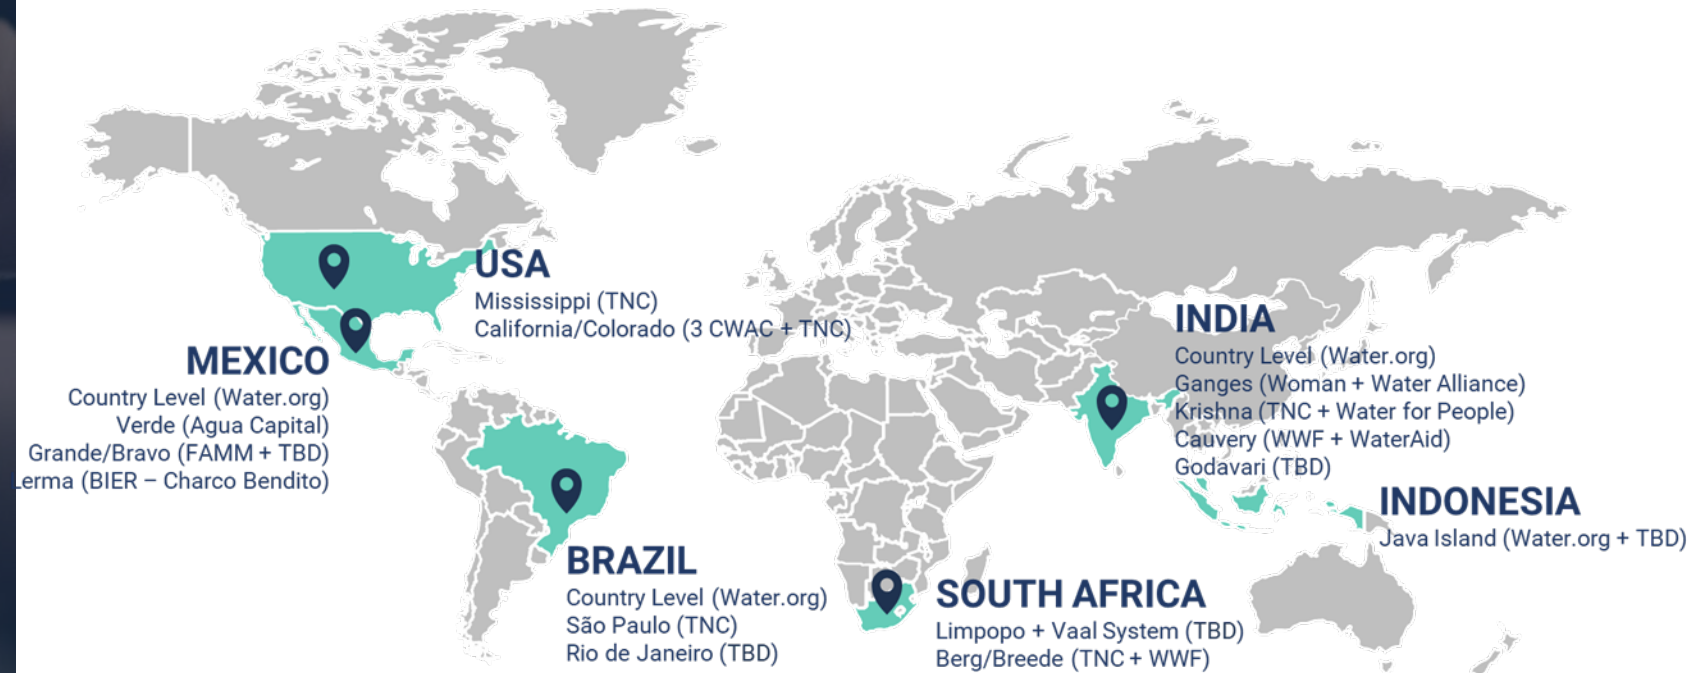 USA
Mississippi (TNC)
California/Colorado (3 CWAC + TNC)
MEXICO
Country Level (Water.org)
Verde (Agua Capital)
Grande/Bravo (FAMM + TBD)
Lerma (BIER – Charco Bendito)
BRAZIL
Country Level (Water.org)
São Paulo (TNC)
Rio de Janeiro (TBD)
SOUTH AFRICA
Limpopo + Vaal System (TBD)
Berg/Breede (TNC + WWF)
INDIA
Country Level (Water.org)
Ganges (Woman + Water Alliance)
Krishna (TNC + Water for People)
Cauvery (WWF + WaterAid)
Godavari (TBD)
INDONESIA
Java Island (Water.org + TBD)